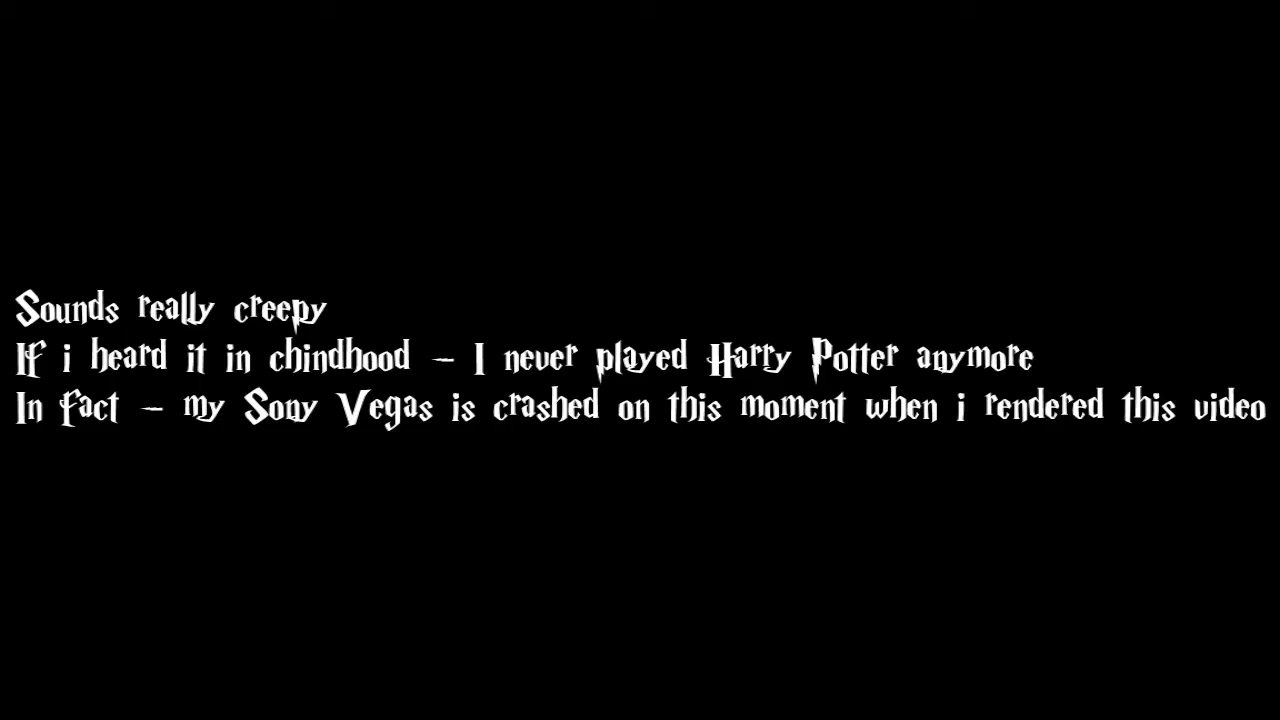 Sounds really creepy
If i heard it in chindhood - I never played Harry Potter anymore
In fact - my Sony Vegas is crashed on this moment when i rendered this video